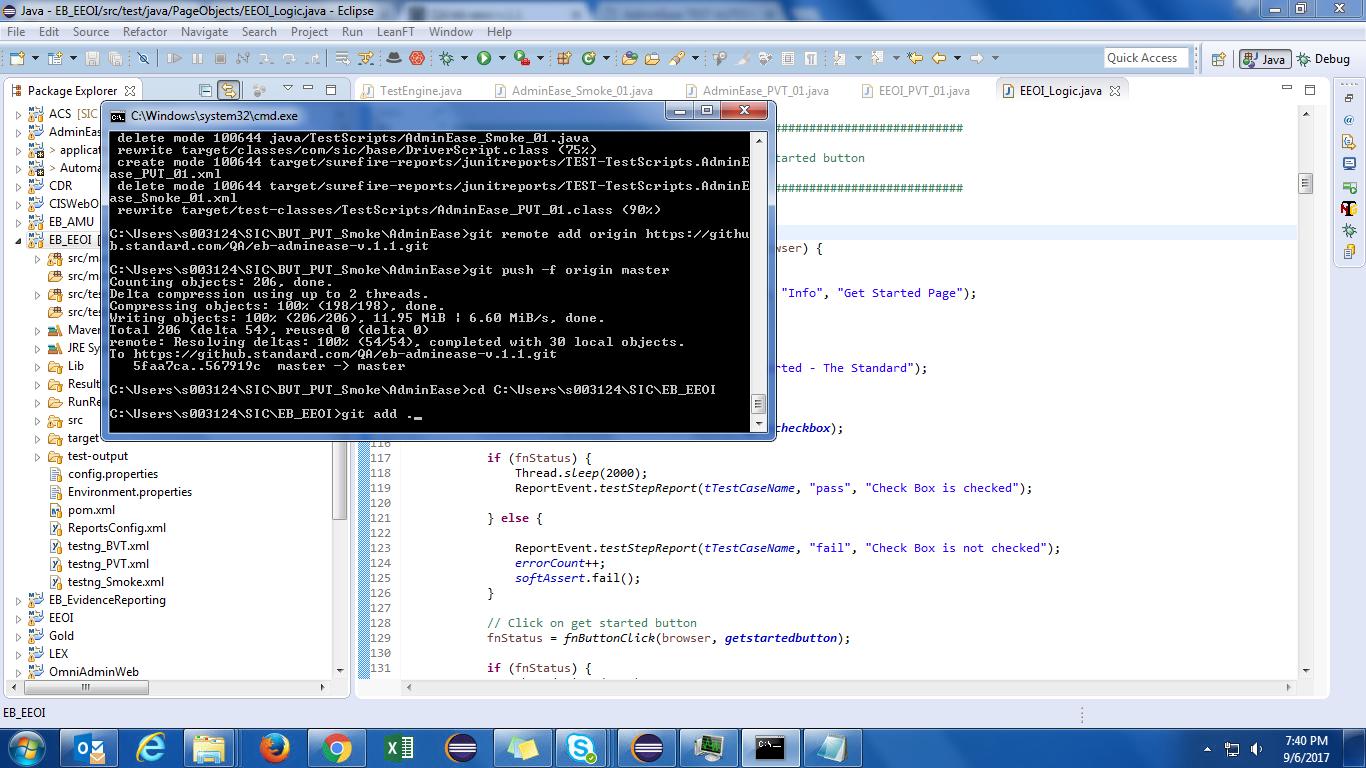 Java - EB_EEOI/src/test/java/PageObjects/EEOI_Logic.java - Eclipse
File Edit Source Refactor Navigate Search Project Run LeanFT Window Help
Quick Access
Java
Debug
Package Explorer
ACS [SIC
AdminEas
> applicat
> Automa
CDR
CISWebO
EB_AMU
EB_EEOI [
src/m
src/m
src/te
src/te
Maver
JRE Sy
Lib
Result
RunRe
src
target
test-output
config.properties
Environment.properties
pom.xml
ReportsConfig.xml
testng_BVT.xml
testng_PVT.xml
testng_Smoke.xml
EB_EvidenceReporting
EEOI
Gold
LEX
OmniAdminWeb
C:\Windows\system32\cmd.exe
delete mode 100644 java/TestScripts/AdminEase_Smoke_01.java
rewrite target/classes/com/sic/base/DriverScript.class (75%)
create mode 100644 target/surefire-reports/junitreports/TEST-TestScripts.AdminE
ase_PVT_01.xml
delete mode 100644 target/surefire-reports/junitreports/TEST-TestScripts.AdminE
ase_Smoke_01.xml
rewrite target/test-classes/TestScripts/AdminEase_PVT_01.class (90%)
C:\Users\s003124\SIC\BVT_PVT_Smoke\AdminEase>git remote add origin https://githu
b.standard.com/QA/eb-adminease-v.1.1.git
C:\Users\s003124\SIC\BVT_PVT_Smoke\AdminEase>git push -f origin master
Counting objects: 206, done.
Delta compression using up to 2 threads.
Compressing objects: 100% (198/198), done.
Writing objects: 100% (206/206), 11.95 MiB | 6.60 MiB/s, done.
Total 206 (delta 54), reused 0 (delta 0)
remote: Resolving deltas: 100% (54/54), completed with 30 local objects.
To https://github.standard.com/QA/eb-adminease-v.1.1.git
5faa7ca..567919c master -> master
C:\Users\s003124\SIC\BVT_PVT_Smoke\AdminEase>cd C:\Users\s003124\SIC\EB_EEOI
C:\Users\s003124\SIC\EB_EEOI>git add ._
TestEngine.java
AdminEase_Smoke_01.java
AdminEase_PVT_01.java
EEOI_PVT_01.java
EEOI_Logic.java
###########################
started button
###########################
wser) {
"Info", "Get Started Page");
rted - The Standard");
checkbox);
116
117 if (fnStatus) {
118 Thread.sleep(2000);
119 ReportEvent.testStepReport(tTestCaseName, "pass", "Check Box is checked");
120
121 } else {
122
123 ReportEvent.testStepReport(tTestCaseName, "fail", "Check Box is not checked");
124 errorCount++;
125 softAssert.fail();
126 }
127
128 // Click on get started button
129 fnStatus = fnButtonClick(browser, getstartedbutton);
130
131 if (fnStatus) {
EB_EEOI
7:40 PM
9/6/2017